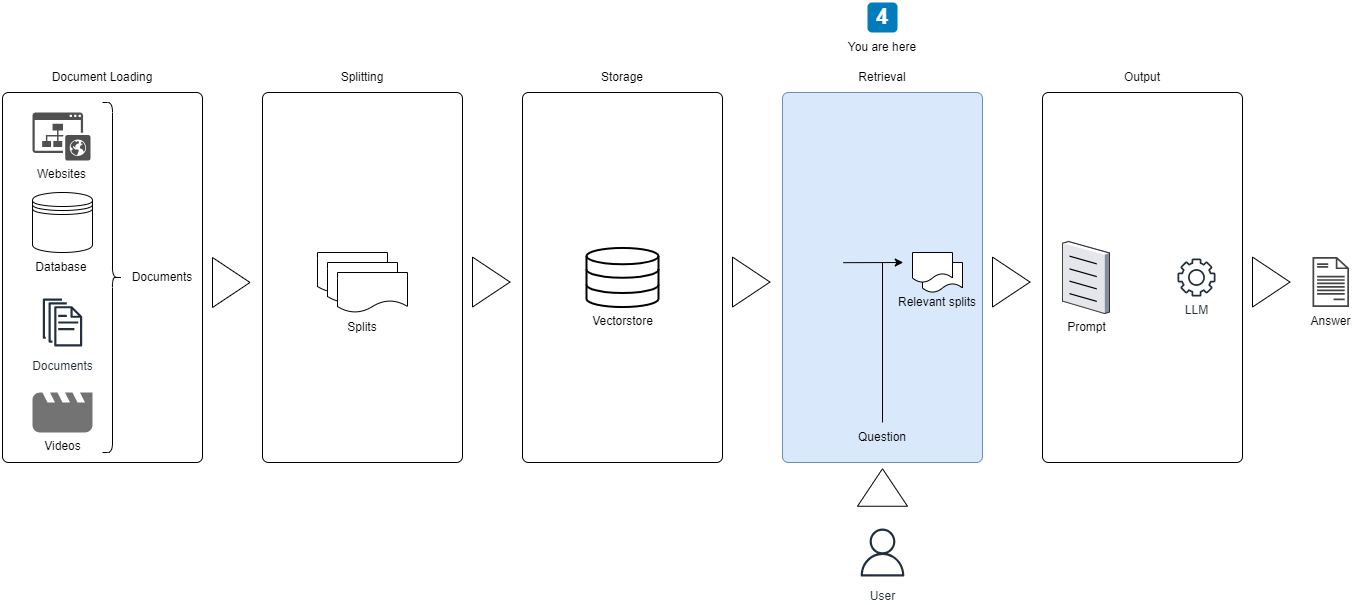 4
You are here
Document Loading
Splitting
Storage
Retrieval
Output
Websites
Database
Documents
Documents
Videos
Splits
Vectorstore
Relevant splits
Question
User
Prompt
LLM
Answer